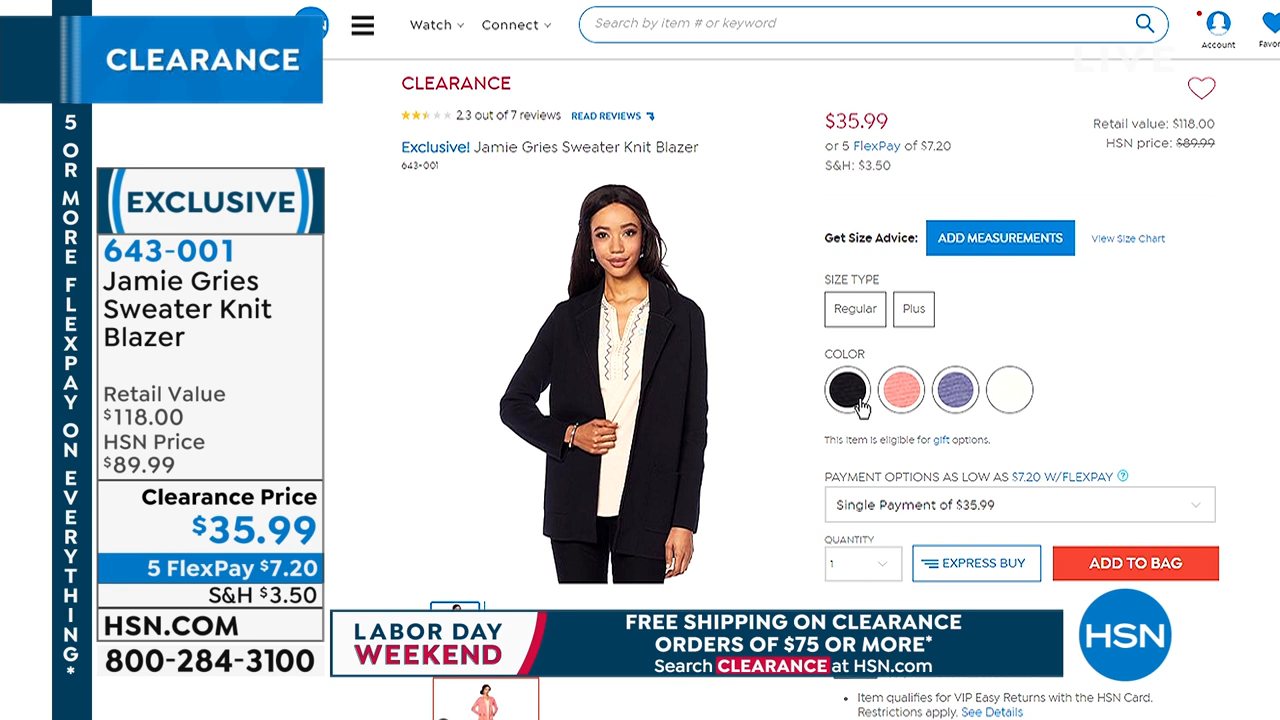 CLEARANCE
5 OR MORE FLEXPAY ON EVERYTHING*
EXCLUSIVE
643-001
Jamie Gries
Sweater Knit
Blazer
Retail Value
$118.00
HSN Price
$89.99
Clearance Price
$35.99
5 FlexPay $7.20
S&H $3.50
HSN.COM
800-284-3100
Watch
Connect
Search by item # or keyword
Account
LIVE
CLEARANCE
2.3 out of 7 reviews READ REVIEWS
Exclusive! Jamie Gries Sweater Knit Blazer
643-001
$35.99
or 5 FlexPay of $7.20
S&H: $3.50
Retail value: $118.00
HSN price: $89.99
Get Size Advice: ADD MEASUREMENTS View Size Chart
SIZE TYPE
Regular Plus
COLOR
This item is eligible for gift options.
PAYMENT OPTIONS AS LOW AS $7.20 W/FLEXPAY ?
Single Payment of $35.99
QUANTITY
1
EXPRESS BUY
ADD TO BAG
LABOR DAY
WEEKEND
FREE SHIPPING ON CLEARANCE
ORDERS OF $75 OR MORE*
Search CLEARANCE at HSN.com
HSN
• Item qualifies for VIP Easy Returns with the HSN Card.
Restrictions apply. See Details